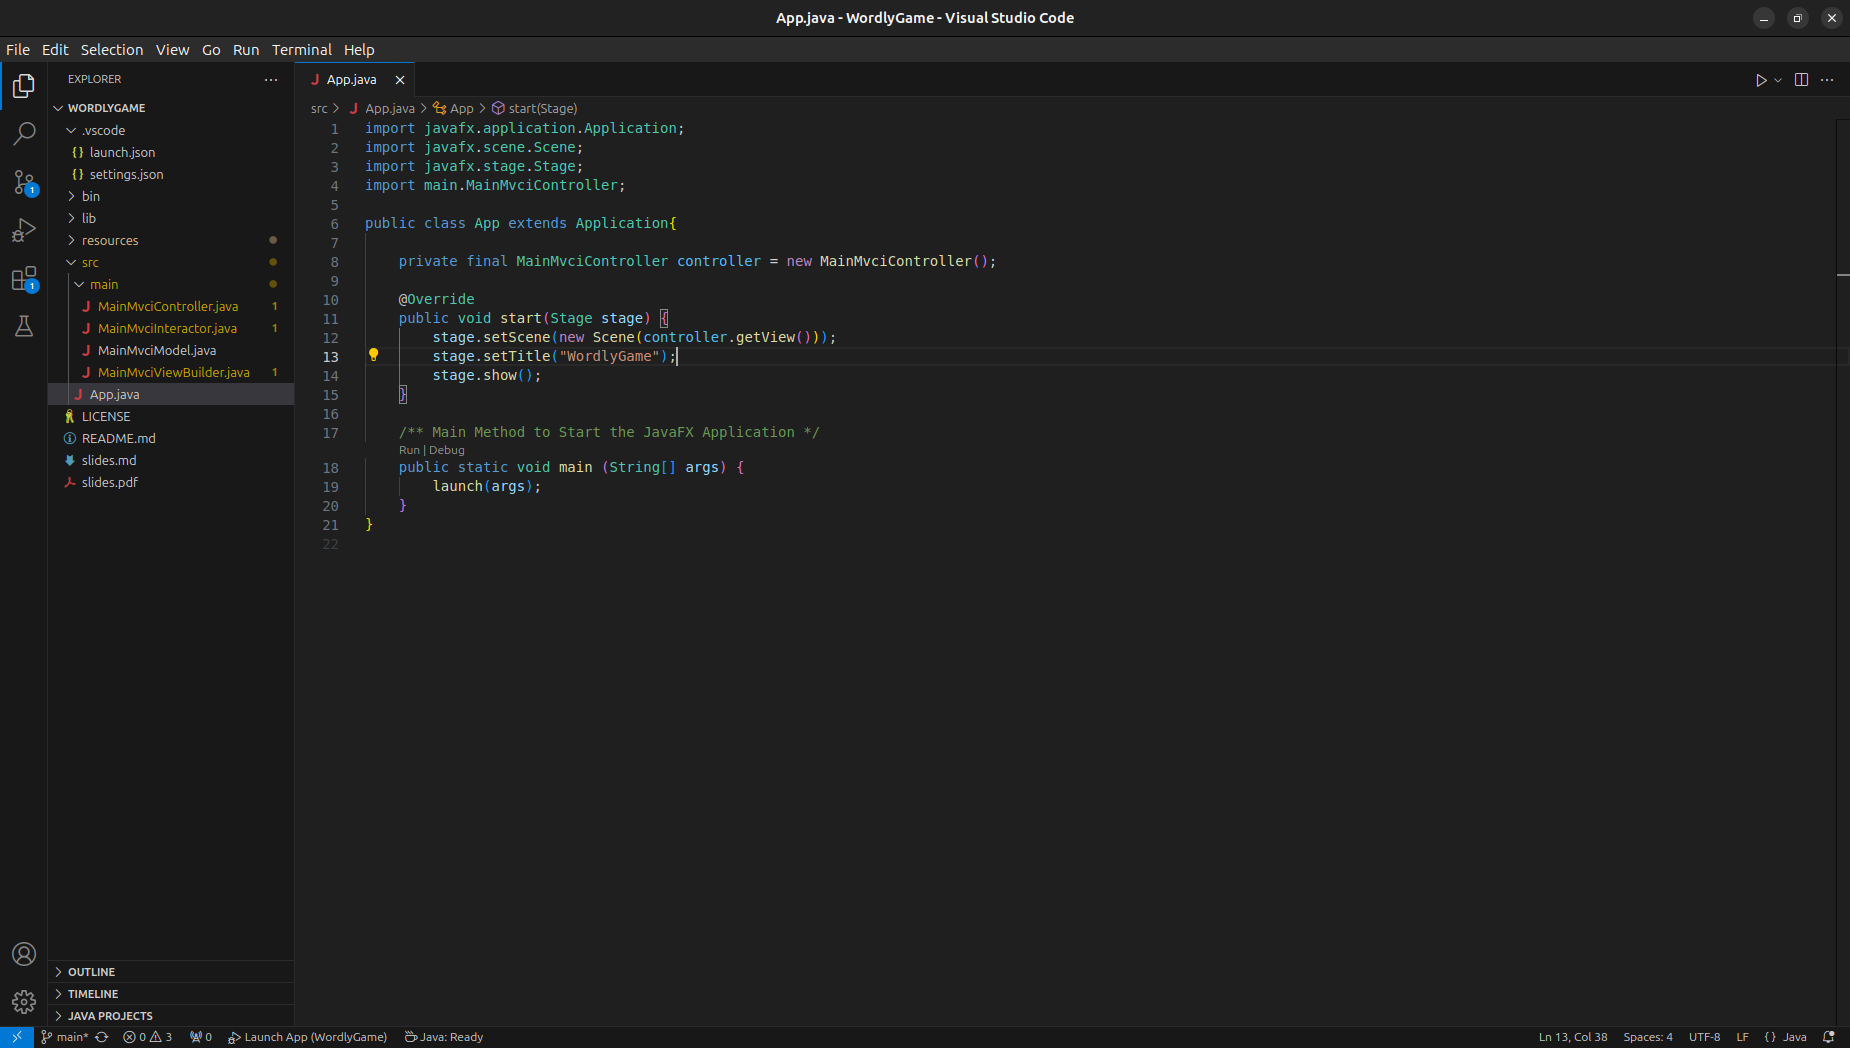 App.java - WordlyGame - Visual Studio Code
File Edit Selection View Go Run Terminal Help
EXPLORER
WORDLYGAME
.vscode
launch.json
settings.json
bin
lib
resources
src
main
MainMvciController.java 1
MainMvciInteractor.java 1
MainMvciModel.java
MainMvciViewBuilder.java 1
App.java
LICENSE
README.md
slides.md
slides.pdf
OUTLINE
TIMELINE
JAVA PROJECTS
1
1
App.java
src > App.java > App > start(Stage)
1 import javafx.application.Application;
2 import javafx.scene.Scene;
3 import javafx.stage.Stage;
4 import main.MainMvciController;
5
6 public class App extends Application{
7
8 private final MainMvciController controller = new MainMvciController();
9
10 @Override
11 public void start(Stage stage) {
12 stage.setScene(new Scene(controller.getView()));
13 stage.setTitle("WordlyGame");
14 stage.show();
15 }
16
17 /** Main Method to Start the JavaFX Application */
Run | Debug
18 public static void main (String[] args) {
19 launch(args);
20 }
21 }
22
main* 0 3 0 Launch App (WordlyGame) Java: Ready Ln 13, Col 38 Spaces: 4 UTF-8 LF {} Java